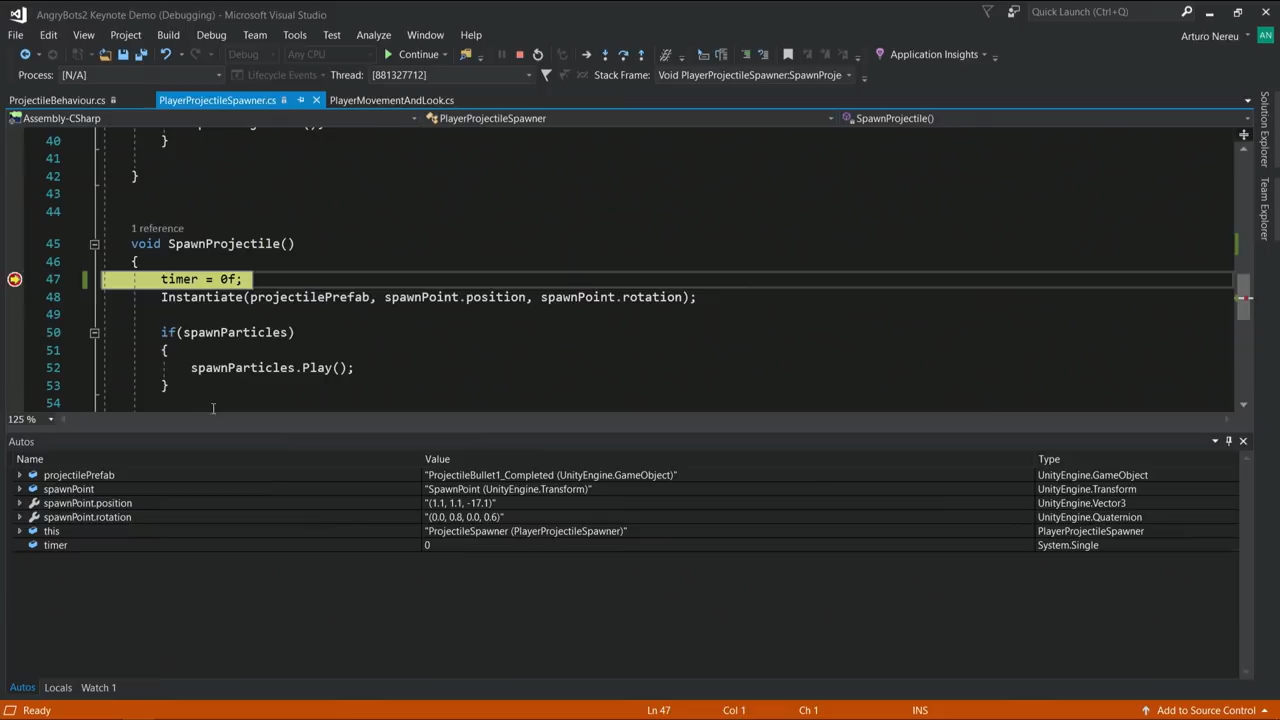 AngryBots2 Keynote Demo (Debugging) - Microsoft Visual Studio
Quick Launch (Ctrl+Q)
File Edit View Project Build Debug Team Tools Test Analyze Window Help
Arturo Nereu AN
Debug Any CPU Continue Application Insights
Process: [N/A] Lifecycle Events Thread: [881327712] Stack Frame: Void PlayerProjectileSpawner:SpawnProje
ProjectileBehaviour.cs PlayerProjectileSpawner.cs PlayerMovementAndLook.cs
Assembly-CSharp PlayerProjectileSpawner SpawnProjectile()
Solution Explorer
Team Explorer
40 }
41
42 }
43
44
1 reference
45 void SpawnProjectile()
46 {
47 timer = 0f;
48 Instantiate(projectilePrefab, spawnPoint.position, spawnPoint.rotation);
49
50 if(spawnParticles)
51 {
52 spawnParticles.Play();
53 }
54
125 %
Autos
Name Value Type
projectilePrefab "ProjectileBullet1_Completed (UnityEngine.GameObject)" UnityEngine.GameObject
spawnPoint "SpawnPoint (UnityEngine.Transform)" UnityEngine.Transform
spawnPoint.position "(1.1, 1.1, -17.1)" UnityEngine.Vector3
spawnPoint.rotation "(0.0, 0.8, 0.0, 0.6)" UnityEngine.Quaternion
this "ProjectileSpawner (PlayerProjectileSpawner)" PlayerProjectileSpawner
timer 0 System.Single
Autos Locals Watch 1
Ready Ln 47 Col 1 Ch 1 INS Add to Source Control